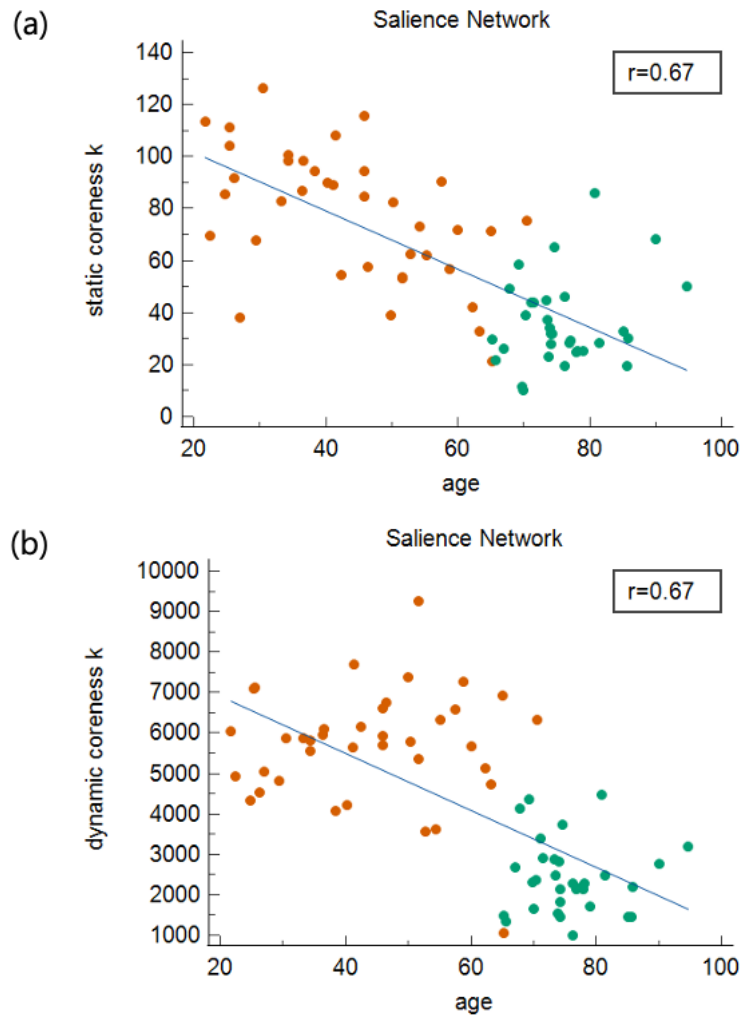 (a)
Salience Network
r=0.67
140
120
100
80
60
40
20
0
static coreness k
20 40 60 80 100
age
(b)
Salience Network
r=0.67
10000
9000
8000
7000
6000
5000
4000
3000
2000
1000
dynamic coreness k
20 40 60 80 100
age